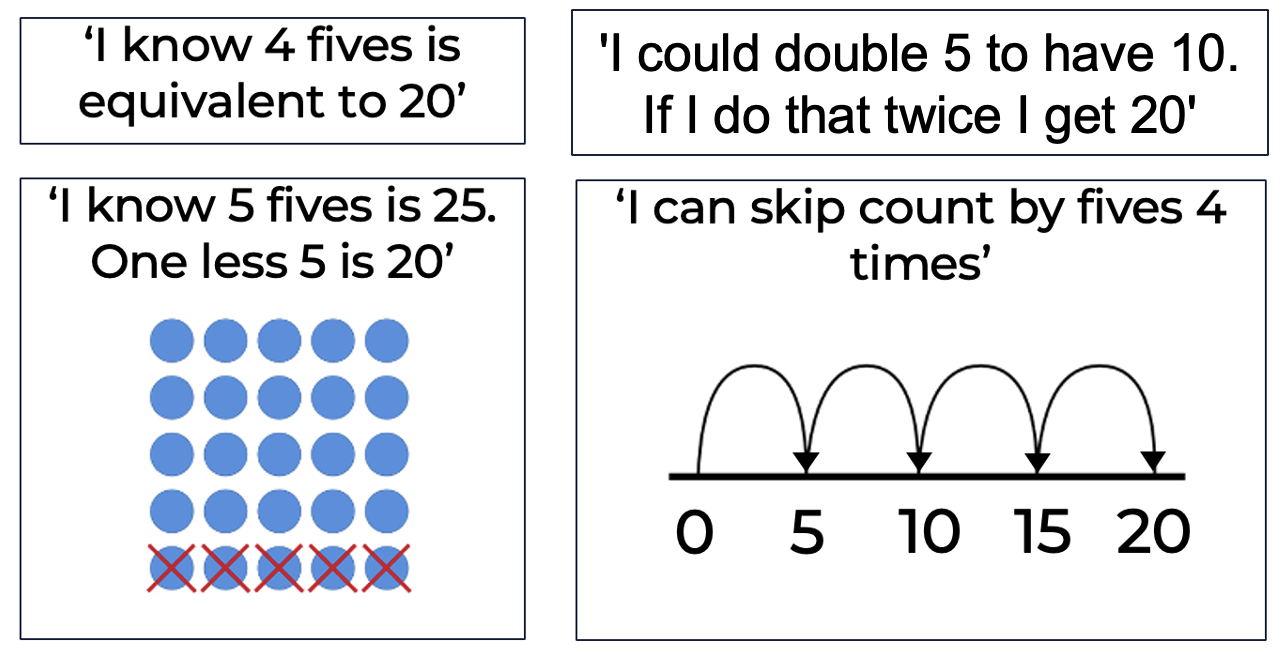 ‘I know 4 fives is
equivalent to 20’
'I could double 5 to have 10.
If I do that twice I get 20'
‘I know 5 fives is 25.
One less 5 is 20’
‘I can skip count by fives 4
times’
0 5 10 15 20